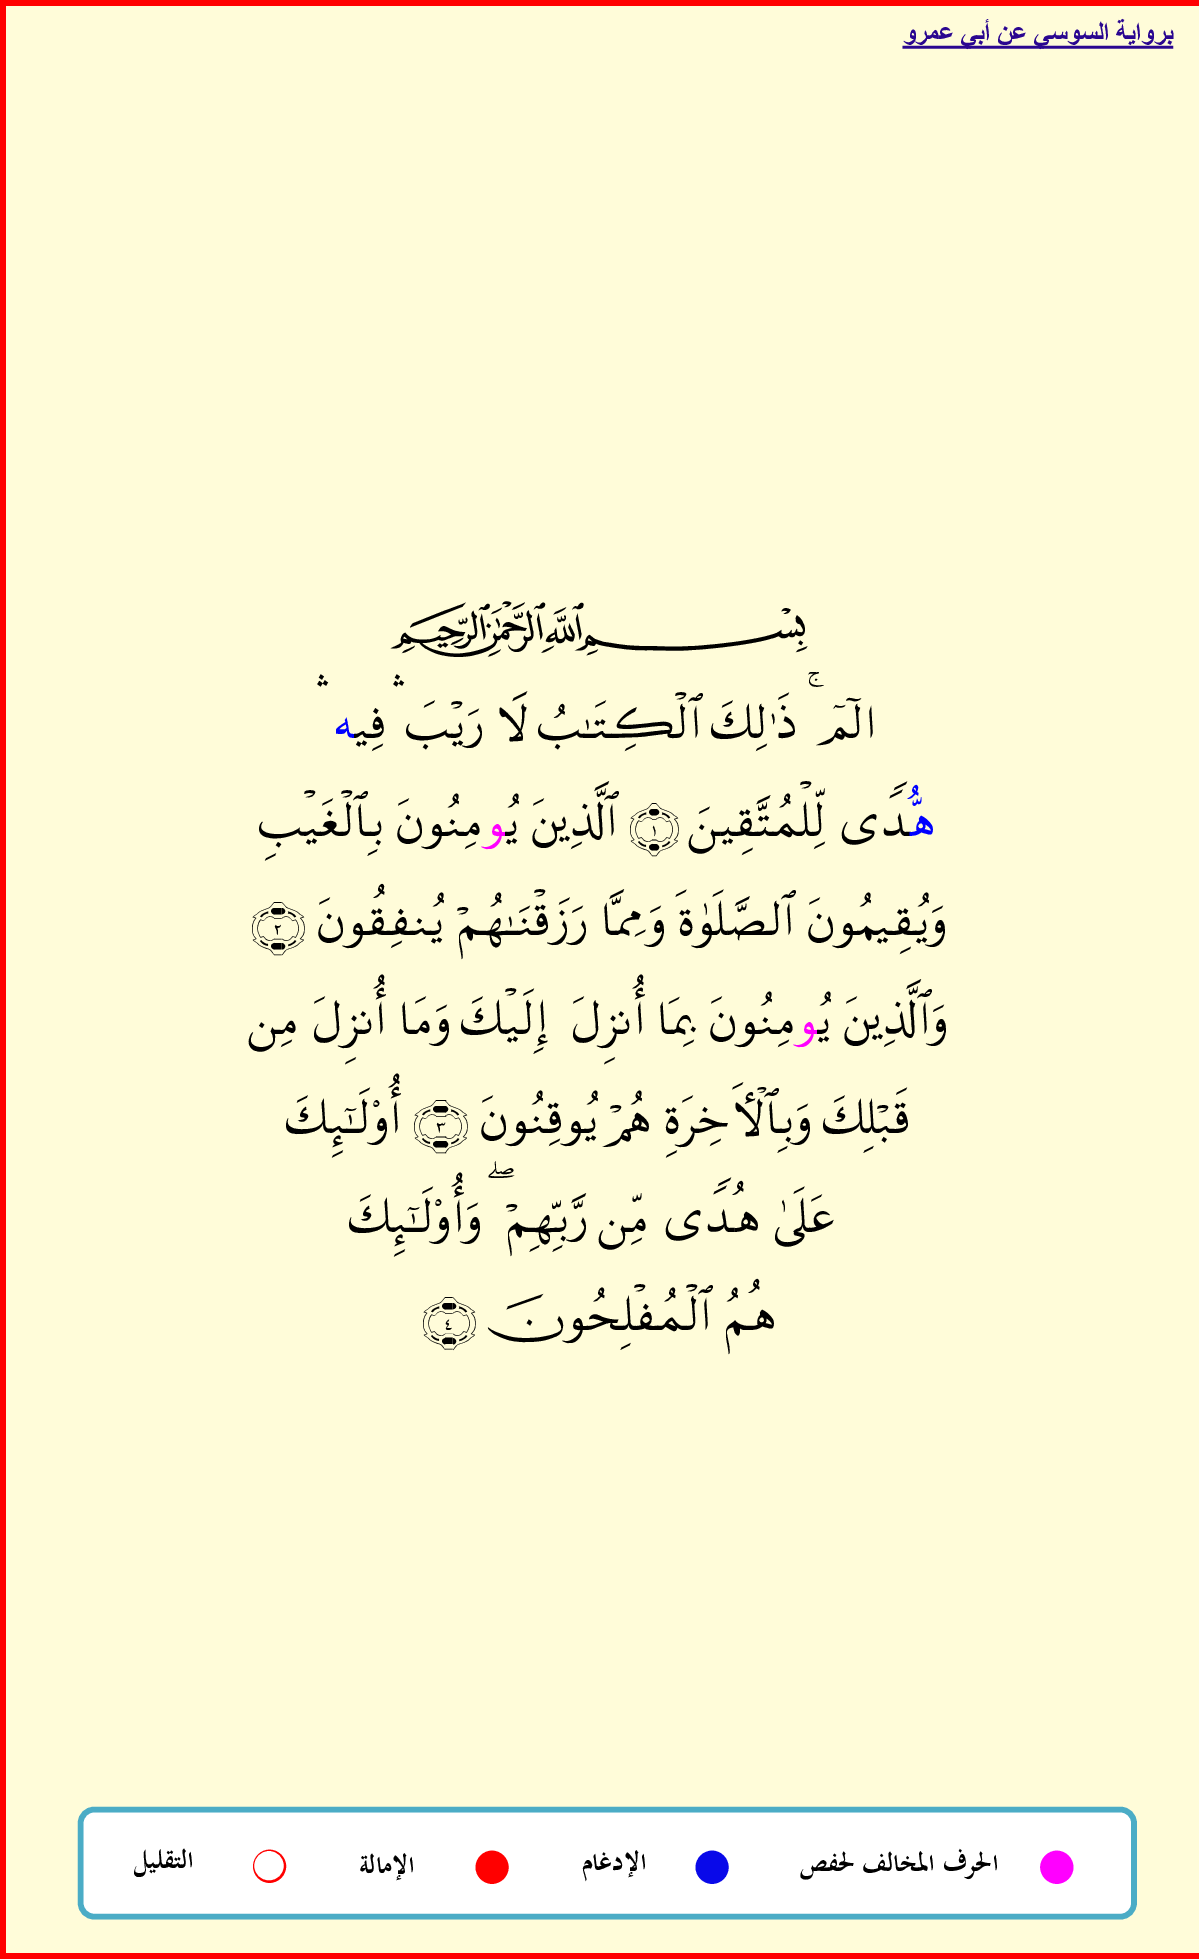 برواية السوسي عن أبي عمرو
بِسْمِ ٱللَّهِ ٱلرَّحْمَٰنِ ٱلرَّحِيمِ
الٓمٓ ۚ ذَٰلِكَ ٱلْكِتَٰبُ لَا رَيْبَ ۛ فِيه ۛ
هُّدًى لِّلْمُتَّقِينَ ١ ٱلَّذِينَ يُومِنُونَ بِٱلْغَيْبِ
وَيُقِيمُونَ ٱلصَّلَوٰةَ وَمِمَّا رَزَقْنَٰهُمْ يُنفِقُونَ ٢
وَٱلَّذِينَ يُومِنُونَ بِمَا أُنزِلَ إِلَيْكَ وَمَا أُنزِلَ مِن
قَبْلِكَ وَبِٱلْأَخِرَةِ هُمْ يُوقِنُونَ ٣ أُوْلَٰٓئِكَ
عَلَىٰ هُدًى مِّن رَّبِّهِمْ ۖ وَأُوْلَٰٓئِكَ
هُمُ ٱلْمُفْلِحُونَ ٤
الحرف المخالف لحفص الإدغام الإمالة التقليل